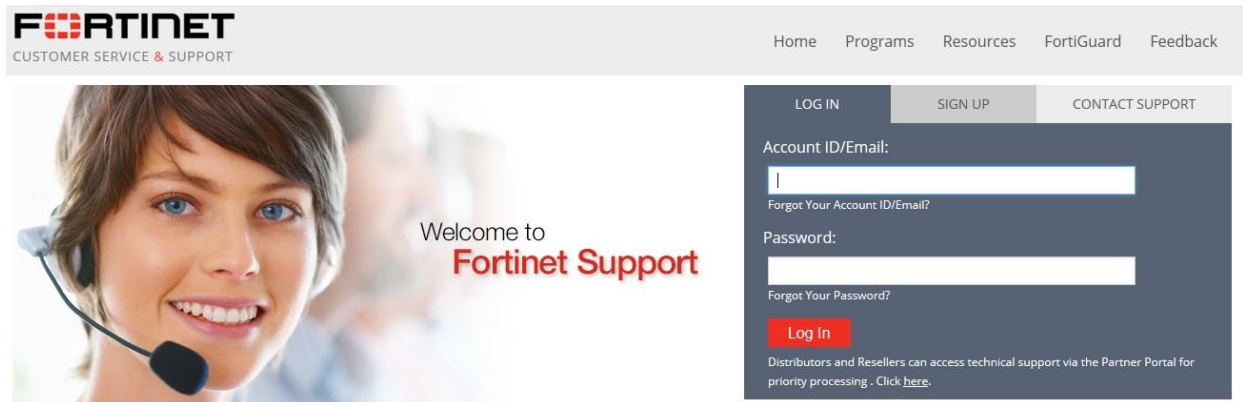 FORTINET
CUSTOMER SERVICE & SUPPORT
Home Programs Resources FortiGuard Feedback
Welcome to
Fortinet Support
LOG IN SIGN UP CONTACT SUPPORT
Account ID/Email:
Forgot Your Account ID/Email?
Password:
Forgot Your Password?
Log In
Distributors and Resellers can access technical support via the Partner Portal for
priority processing . Click here.